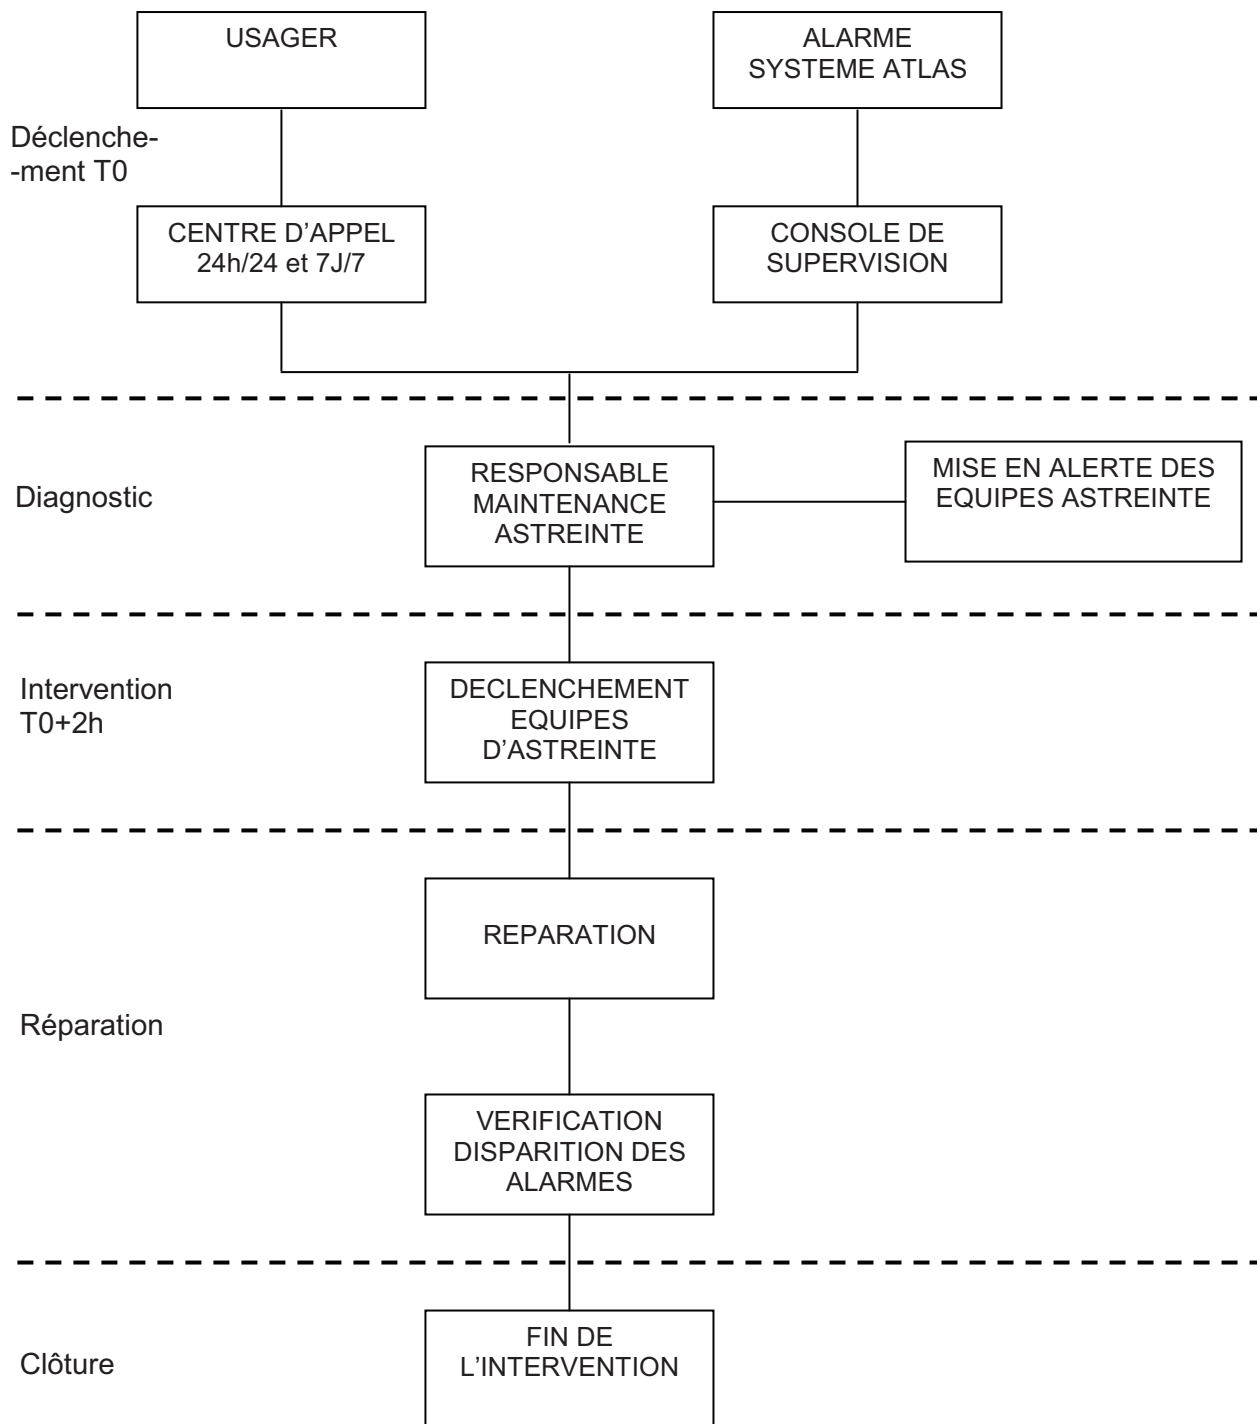 USAGER
ALARME
SYSTEME ATLAS
Déclenche-
-ment T0
CENTRE D'APPEL
24h/24 et 7J/7
CONSOLE DE
SUPERVISION
Diagnostic
RESPONSABLE
MAINTENANCE
ASTREINTE
MISE EN ALERTE DES
EQUIPES ASTREINTE
Intervention
T0+2h
DECLENCHEMENT
EQUIPES
D'ASTREINTE
REPARATION
Réparation
VERIFICATION
DISPARITION DES
ALARMES
Clôture
FIN DE
L'INTERVENTION